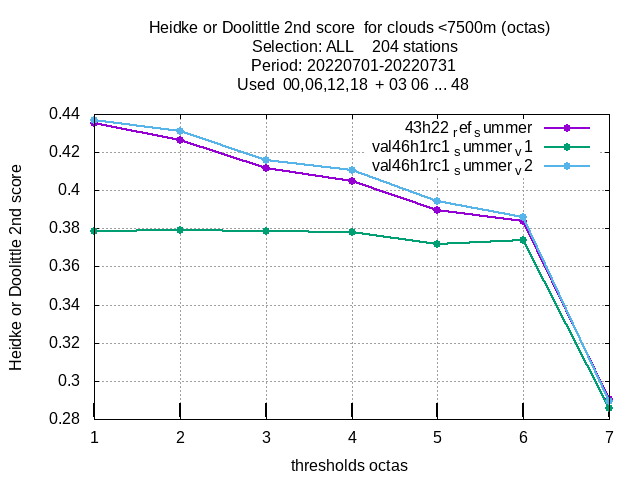 Heidke or Doolittle 2nd score  for clouds <7500m (octas)
Selection: ALL    204 stations
Period: 20220701-20220731
Used  00,06,12,18  + 03 06 ... 48
0.44
0.42
0.4
0.38
0.36
0.34
0.32
0.3
0.28
Heidke or Doolittle 2nd score
43h22 ref summer
val46h1rc1 summer v1
val46h1rc1 summer v2
1 2 3 4 5 6 7
thresholds octas